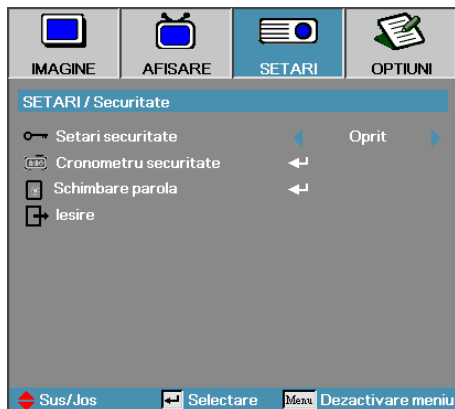 IMAGINE AFISARE SETARI OPTIUNI
SETARI / Securitate
Setari securitate Oprit
Cronometru securitate
Schimbare parola
Iesire
Sus/Jos Selectare Menu Dezactivare meniu